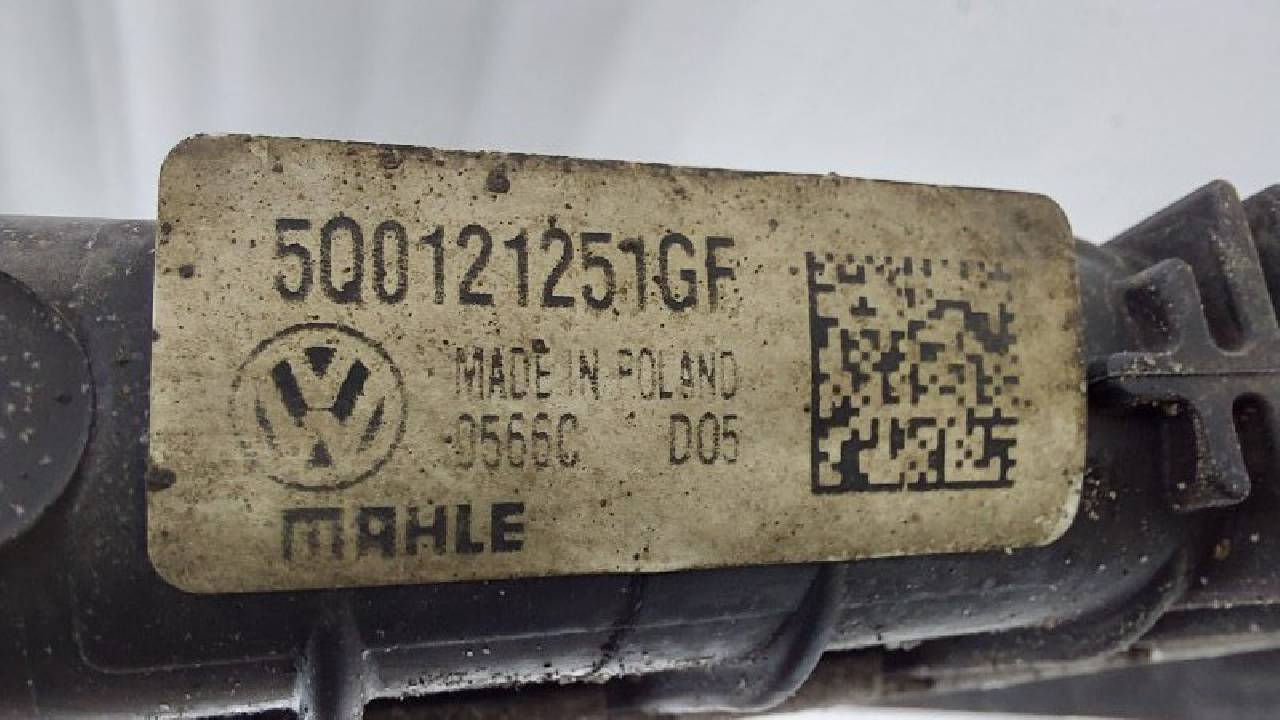 5Q0121251GF
MADE IN POLAND
0566C D05
MAHLE